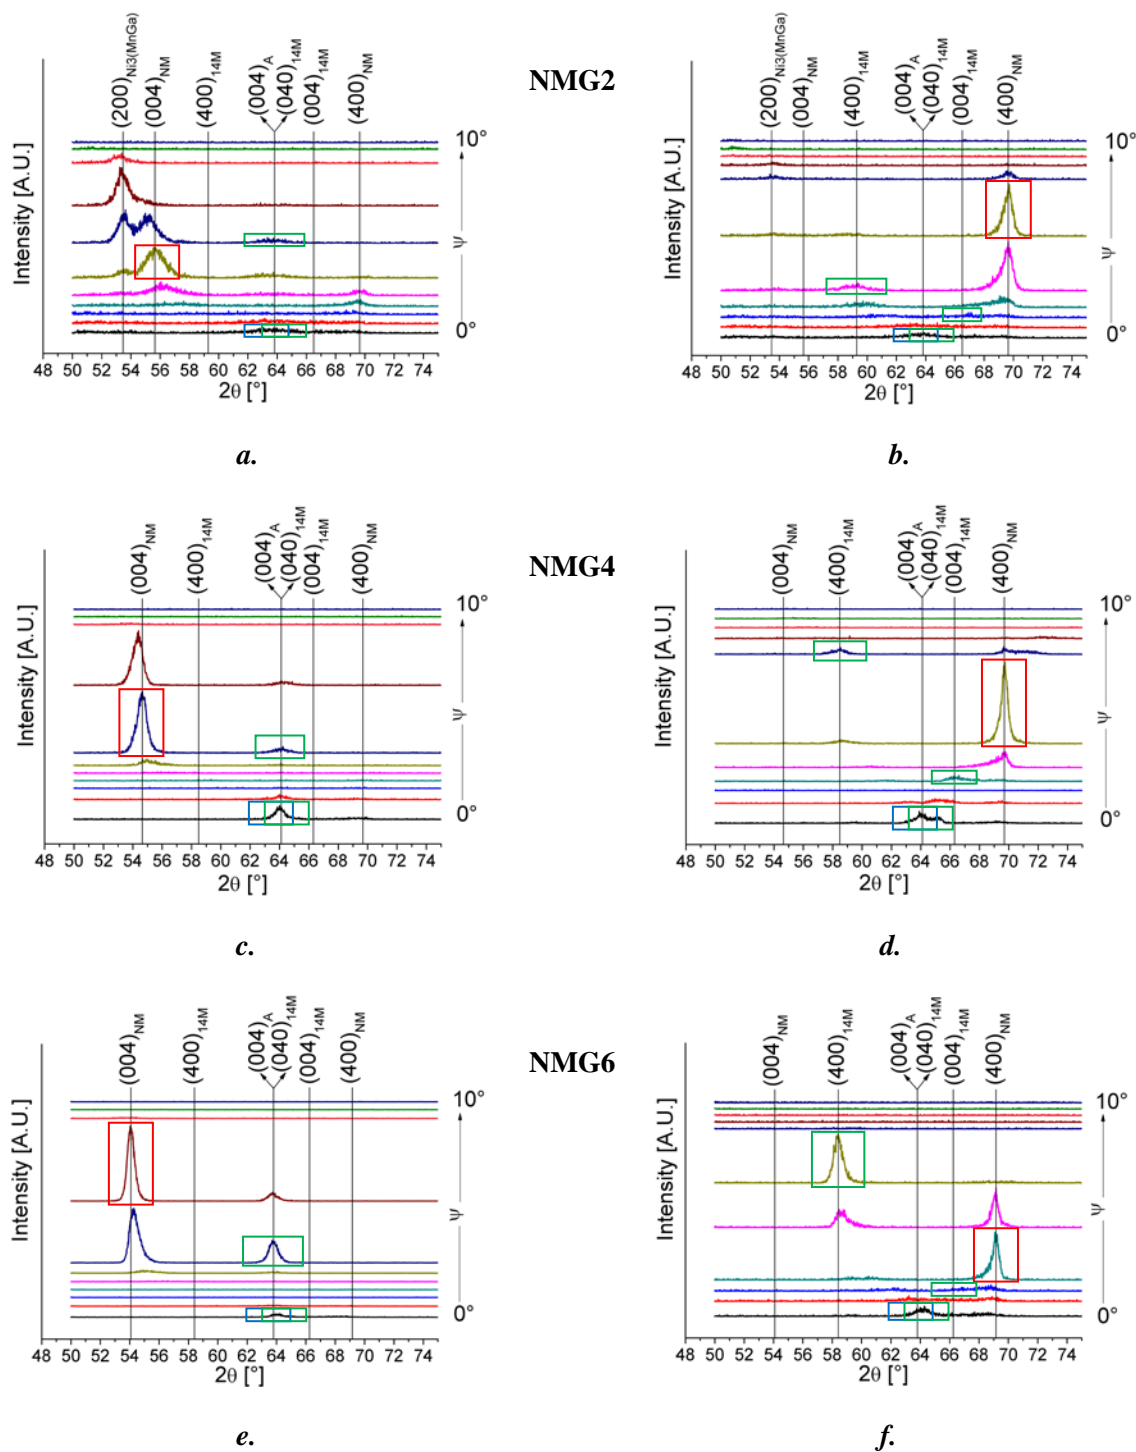 (200)Ni3(MnGa) (004)NM (400)14M (004)A (040)14M (004)14M (400)NM
NMG2
(200)Ni3(MnGa) (004)NM (400)14M (004)A (040)14M (004)14M (400)NM
Intensity [A.U.]
10°
ψ
0°
48 50 52 54 56 58 60 62 64 66 68 70 72 74
2θ [°]
Intensity [A.U.]
10°
ψ
0°
48 50 52 54 56 58 60 62 64 66 68 70 72 74
2θ [°]
a.
b.
(004)NM (400)14M (004)A (040)14M (004)14M (400)NM
NMG4
(004)NM (400)14M (004)A (040)14M (004)14M (400)NM
Intensity [A.U.]
10°
ψ
0°
48 50 52 54 56 58 60 62 64 66 68 70 72 74
2θ [°]
Intensity [A.U.]
10°
ψ
0°
48 50 52 54 56 58 60 62 64 66 68 70 72 74
2θ [°]
c.
d.
(004)NM (400)14M (004)A (040)14M (004)14M (400)NM
NMG6
(004)NM (400)14M (004)A (040)14M (004)14M (400)NM
Intensity [A.U.]
10°
ψ
0°
48 50 52 54 56 58 60 62 64 66 68 70 72 74
2θ [°]
Intensity [A.U.]
10°
ψ
0°
48 50 52 54 56 58 60 62 64 66 68 70 72 74
2θ [°]
e.
f.